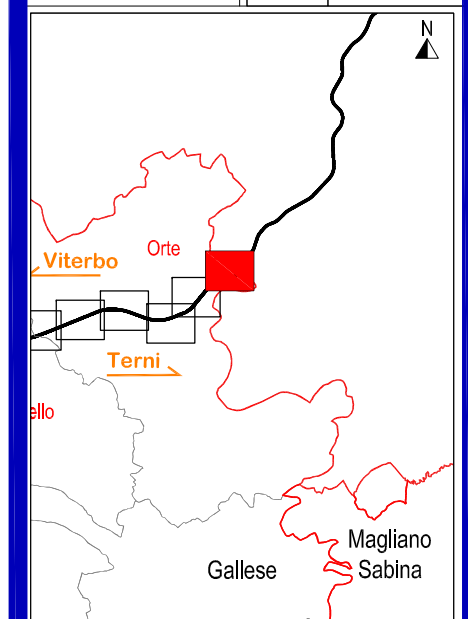 N
Orte
Viterbo
Terni
ello
Magliano
Sabina
Gallese